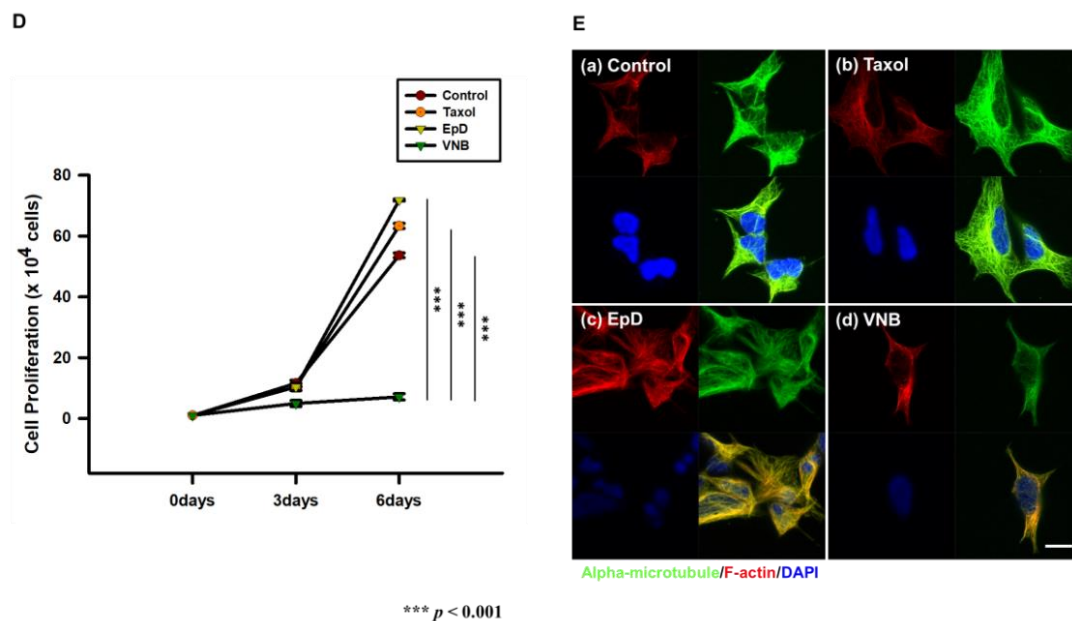 D
Control
Taxol
EpD
VNB
Cell Proliferation (x 10⁴ cells)
80
60
40
20
0
***
***
***
0days
3days
6days
*** p < 0.001
E
(a) Control
(b) Taxol
(c) EpD
(d) VNB
Alpha-microtubule/F-actin/DAPI